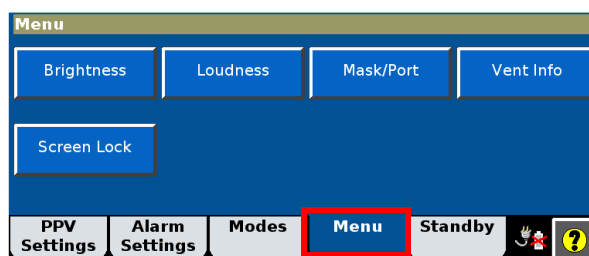 Menu
Brightness
Loudness
Mask/Port
Vent Info
Screen Lock
PPV
Settings
Alarm
Settings
Modes
Menu
Standby
?